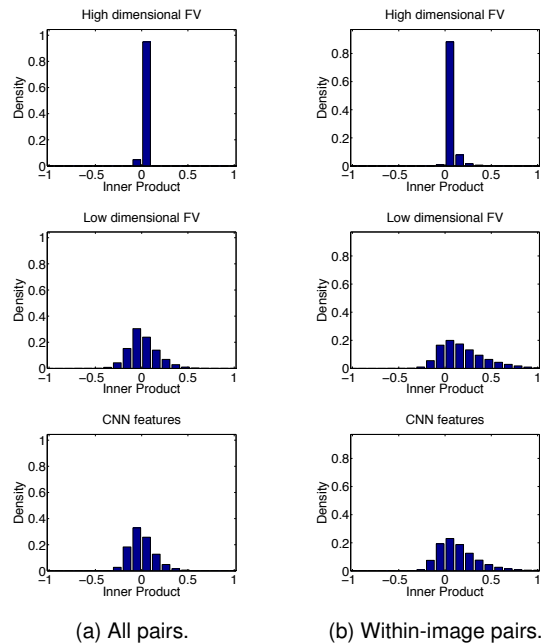 High dimensional FV
1
0.8
0.6
0.4
0.2
0
Density
−1 −0.5 0 0.5 1
Inner Product
High dimensional FV
0.8
0.6
0.4
0.2
0
Density
−1 −0.5 0 0.5 1
Inner Product
Low dimensional FV
1
0.8
0.6
0.4
0.2
0
Density
−1 −0.5 0 0.5 1
Inner Product
Low dimensional FV
0.8
0.6
0.4
0.2
0
Density
−1 −0.5 0 0.5 1
Inner Product
CNN features
1
0.8
0.6
0.4
0.2
0
Density
−1 −0.5 0 0.5 1
Inner Product
CNN features
0.8
0.6
0.4
0.2
0
Density
−1 −0.5 0 0.5 1
Inner Product
(a) All pairs.
(b) Within-image pairs.